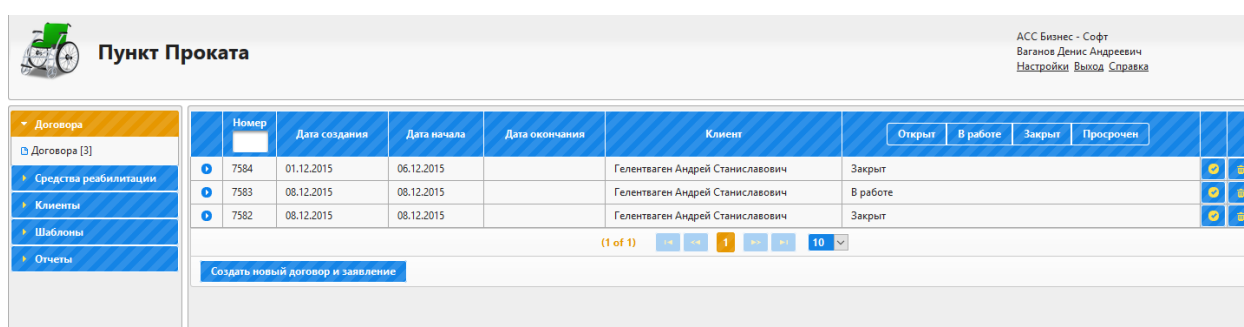 Пункт Проката
АСС Бизнес - Софт
Ваганов Денис Андреевич
Настройки Выход Справка
Договора
Договора [3]
Средства реабилитации
Клиенты
Шаблоны
Отчеты
Номер Дата создания Дата начала Дата окончания Клиент Открыт В работе Закрыт Просрочен
7584 01.12.2015 06.12.2015 Гелентваген Андрей Станиславович Закрыт
7583 08.12.2015 08.12.2015 Гелентваген Андрей Станиславович В работе
7582 08.12.2015 08.12.2015 Гелентваген Андрей Станиславович Закрыт
(1 of 1) 1 10
Создать новый договор и заявление